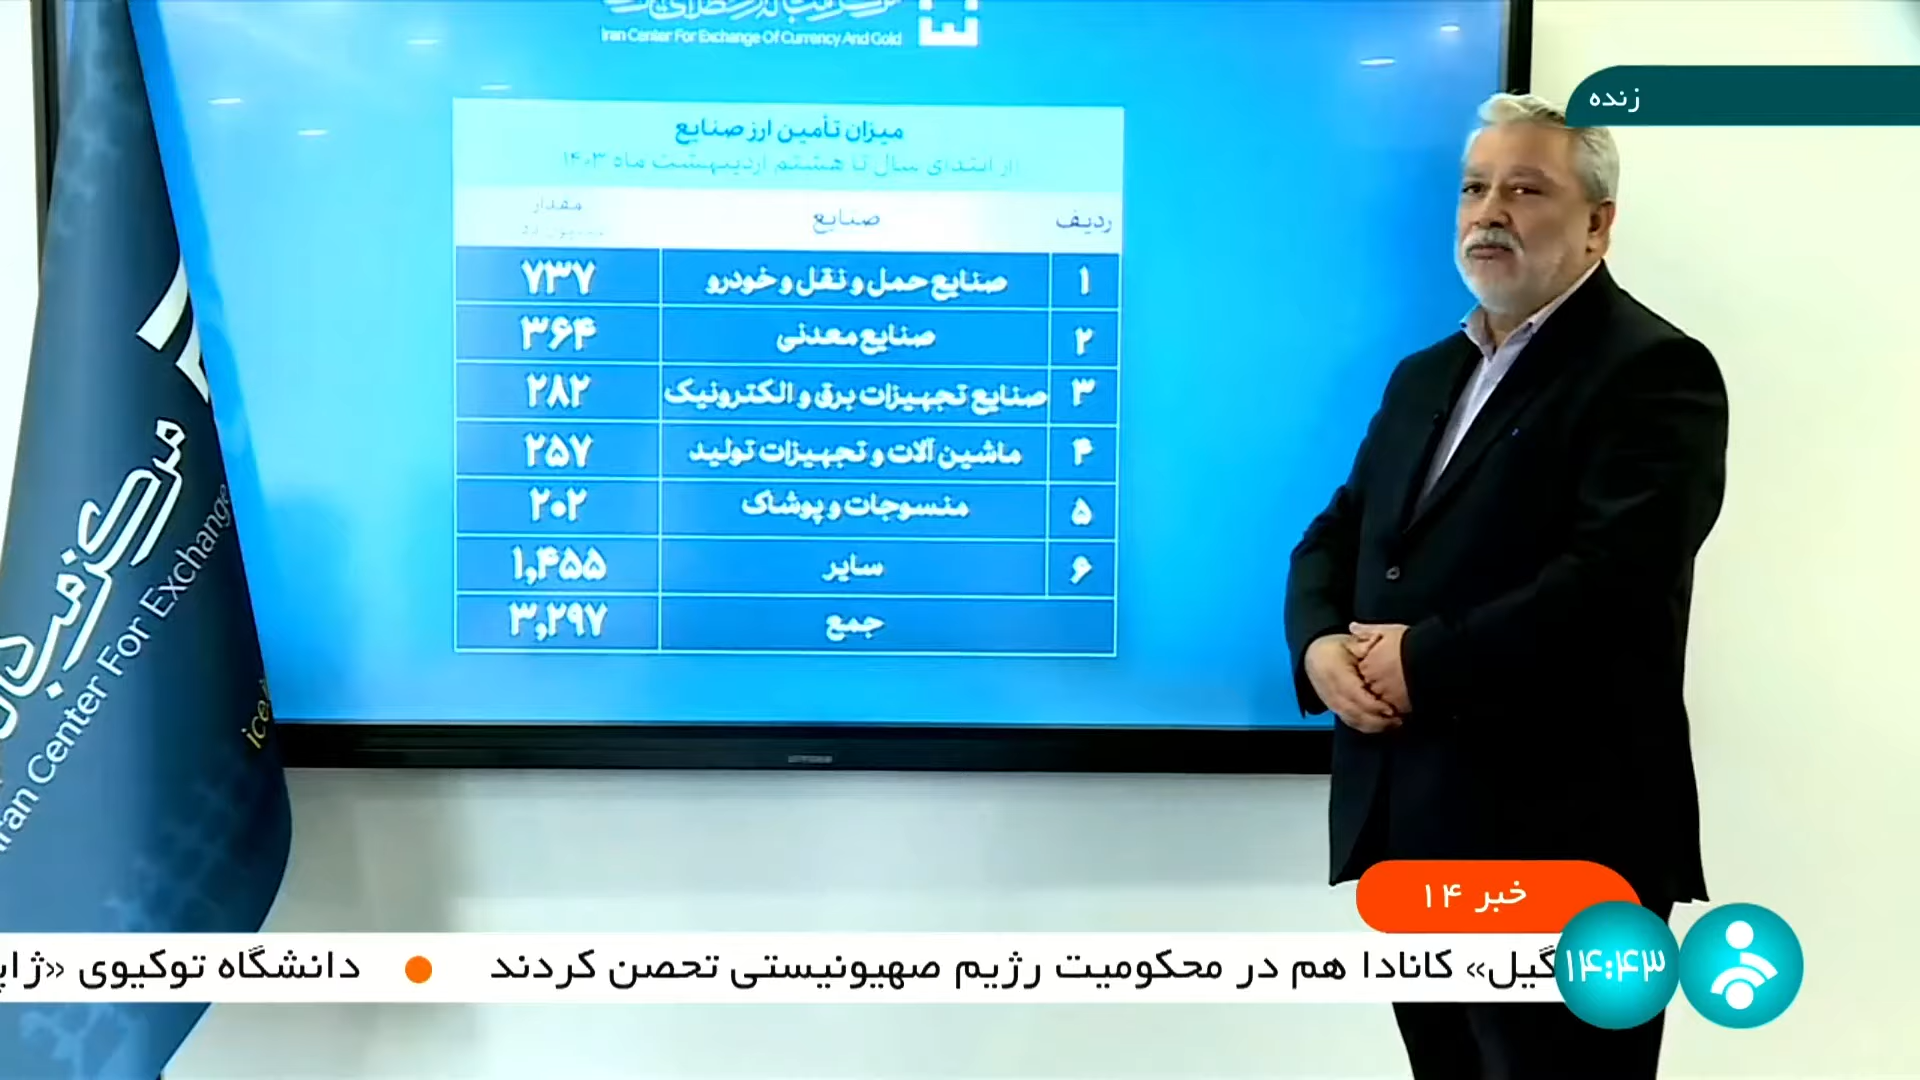 Iran Center For Exchange Of Currency And Gold
زنده
میزان تأمین ارز صنایع
از ابتدای سال تا هشتم اردیبهشت ماه ۱۴۰۳
ردیف صنایع مقدار
۱ صنایع حمل و نقل و خودرو ۷۳۷
۲ صنایع معدنی ۳۶۴
۳ صنایع تجهیزات برق و الکترونیک ۲۸۲
۴ ماشین آلات و تجهیزات تولید ۲۵۷
۵ منسوجات و پوشاک ۲۰۲
۶ سایر ۱,۴۵۵
جمع ۳,۲۹۷
مرکز مبادله
Iran Center For Exchange
خبر ۱۴
۱۴:۴۳
گیل» کانادا هم در محکومیت رژیم صهیونیستی تحصن کردند
دانشگاه توکیوی «ژاپ